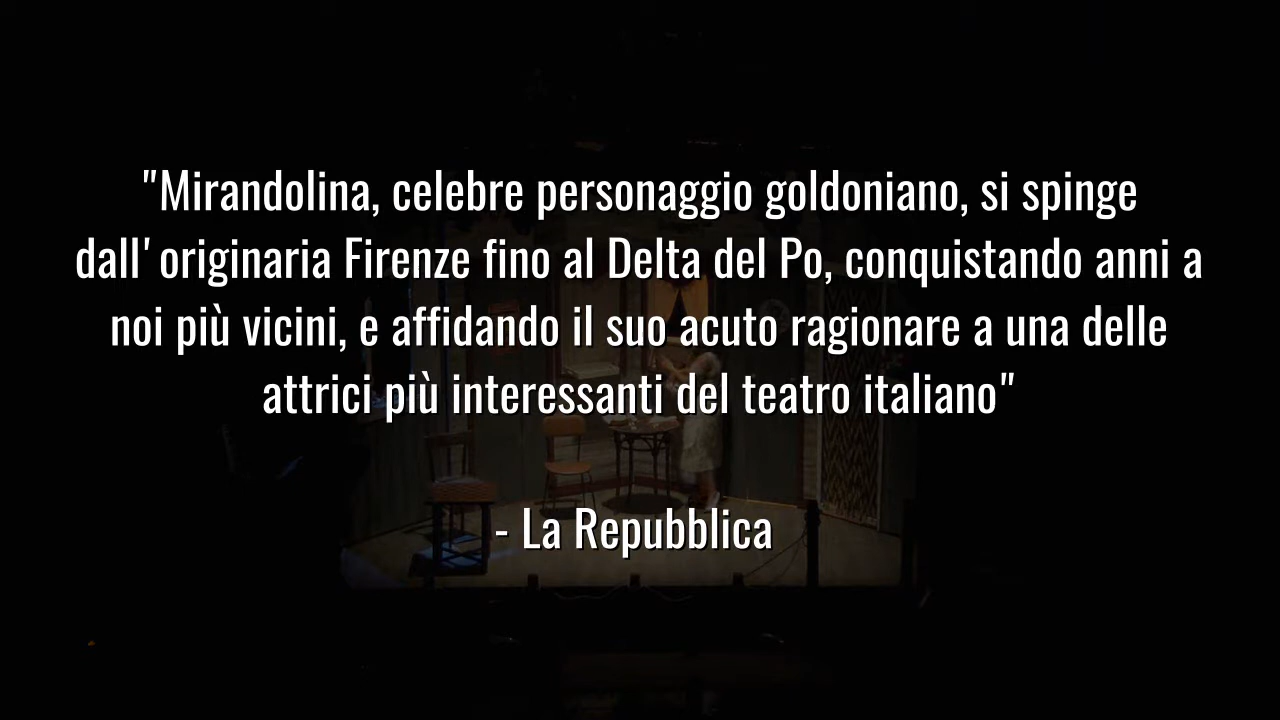 "Mirandolina, celebre personaggio goldoniano, si spinge
dall'originaria Firenze fino al Delta del Po, conquistando anni a
noi più vicini, e affidando il suo acuto ragionare a una delle
attrici più interessanti del teatro italiano"
- La Repubblica